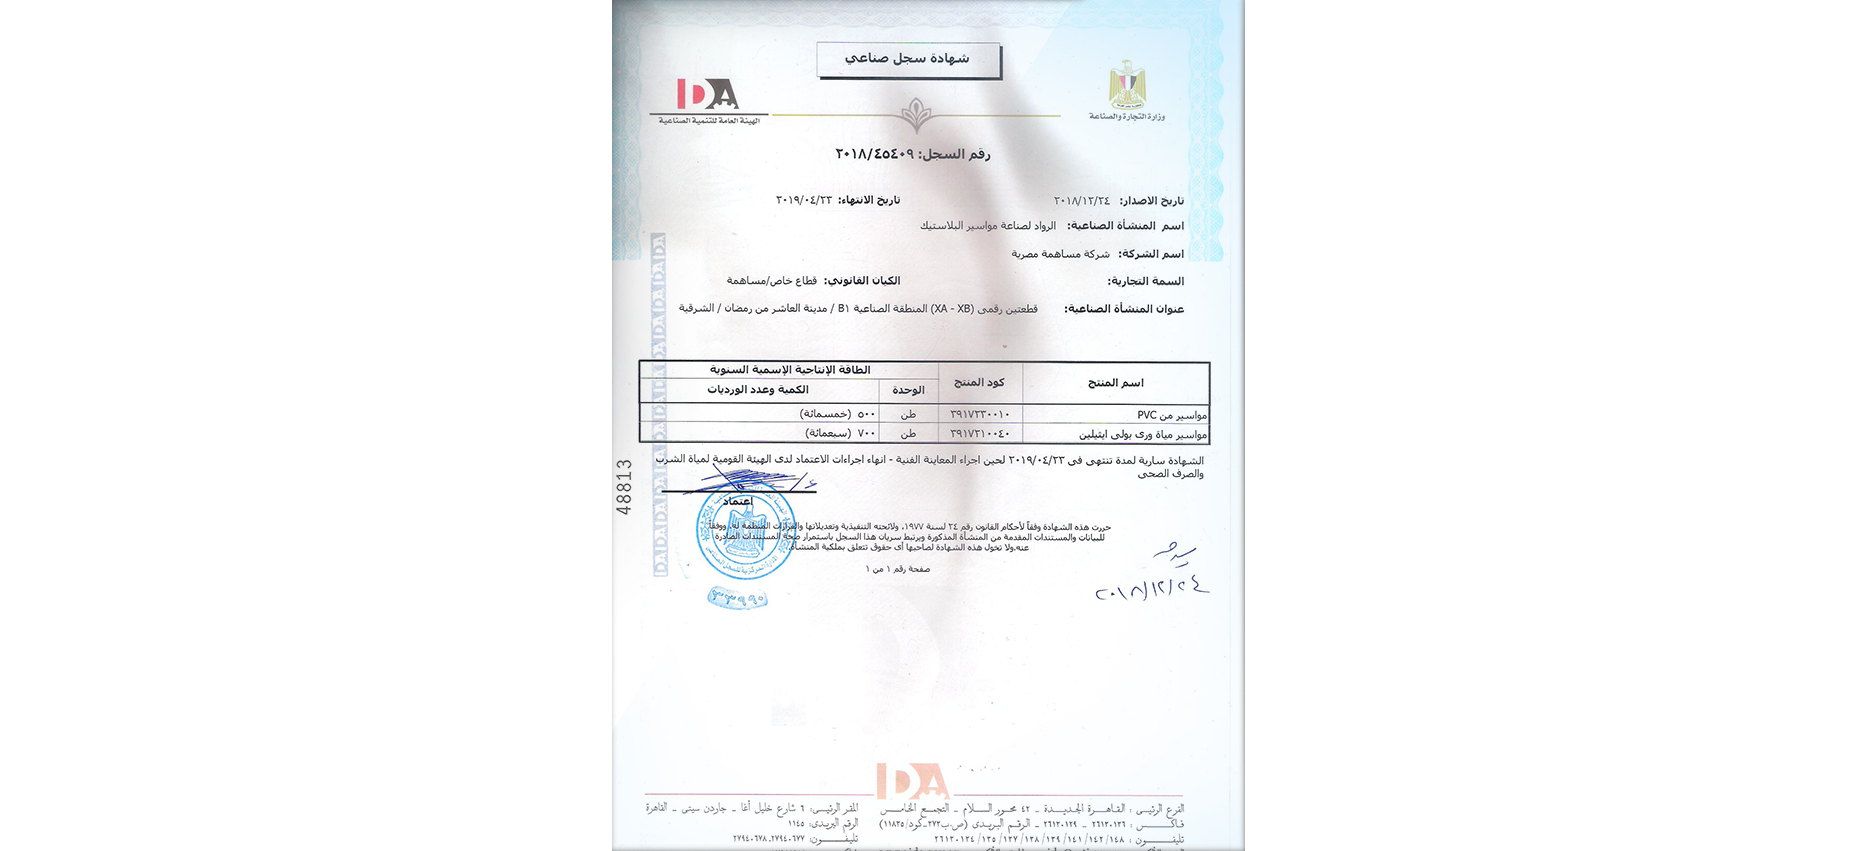 شهادة سجل صناعي
IDA
الهيئة العامة للتنمية الصناعية
وزارة التجارة والصناعة
رقم السجل: ٢٠١٨/٤٥٤٠٩
تاريخ الاصدار: ٢٠١٨/١٢/٢٤ تاريخ الانتهاء: ٢٠١٩/٠٤/٢٣
اسم المنشأة الصناعية: الرواد لصناعة مواسير البلاستيك
اسم الشركة: شركة مساهمة مصرية
السمة التجارية: الكيان القانوني: قطاع خاص/مساهمة
عنوان المنشأة الصناعية: قطعتين رقمى (XA - XB) المنطقة الصناعية B١ / مدينة العاشر من رمضان / الشرقية
اسم المنتج كود المنتج الطاقة الإنتاجية الإسمية السنوية
الوحدة الكمية وعدد الورديات
مواسير من PVC ٣٩١٧٢٣٠٠١٠ طن ٥٠٠ (خمسمائة)
مواسير مياة ورى بولى ايثيلين ٣٩١٧٢١٠٠٤٠ طن ٧٠٠ (سبعمائة)
الشهادة سارية لمدة تنتهى فى ٢٠١٩/٠٤/٢٣ لحين اجراء المعاينة الفنية - انهاء اجراءات الاعتماد لدى الهيئة القومية لمياة الشرب
والصرف الصحى
48813
اعتماد
حررت هذه الشهادة وفقاً لأحكام القانون رقم ٢٤ لسنة ١٩٧٧، ولائحته التنفيذية وتعديلاتها والقرارات المنظمة له، ووفقاً
للبيانات والمستندات المقدمة من المنشأة المذكورة ويرتبط سريان هذا السجل باستمرار صحة المستندات الصادرة
عنه.ولا تخول هذه الشهادة لصاحبها أى حقوق تتعلق بملكية المنشأة.
صفحة رقم ١ من ١
٢٠١٨/١٢/٢٤
IDA
الفرع الرئيسى : القاهرة الجديدة - ٤٢ محور السلام - التجمع الخامس
المقر الرئيسى: ٦ شارع خليل أغا - جاردن سيتى - القاهرة
فاكس : ٢٦١٢٠١٢٦ - ٢٦١٢٠١٢٩ - الرقم البريدى (ص.ب٢٧٢-كود/١١٨٣٥)
الرقم البريدى: ١١٤٥
تليفون : ١٤٨ /١٤٢ /١٤١ /١٣٩ /١٣٨ /١٣٧ /١٣٥ /٢٦١٢٠١٣٤
تليفون: ٢٧٩٤٠٦٧٨،٢٧٩٤٠٦٧٧